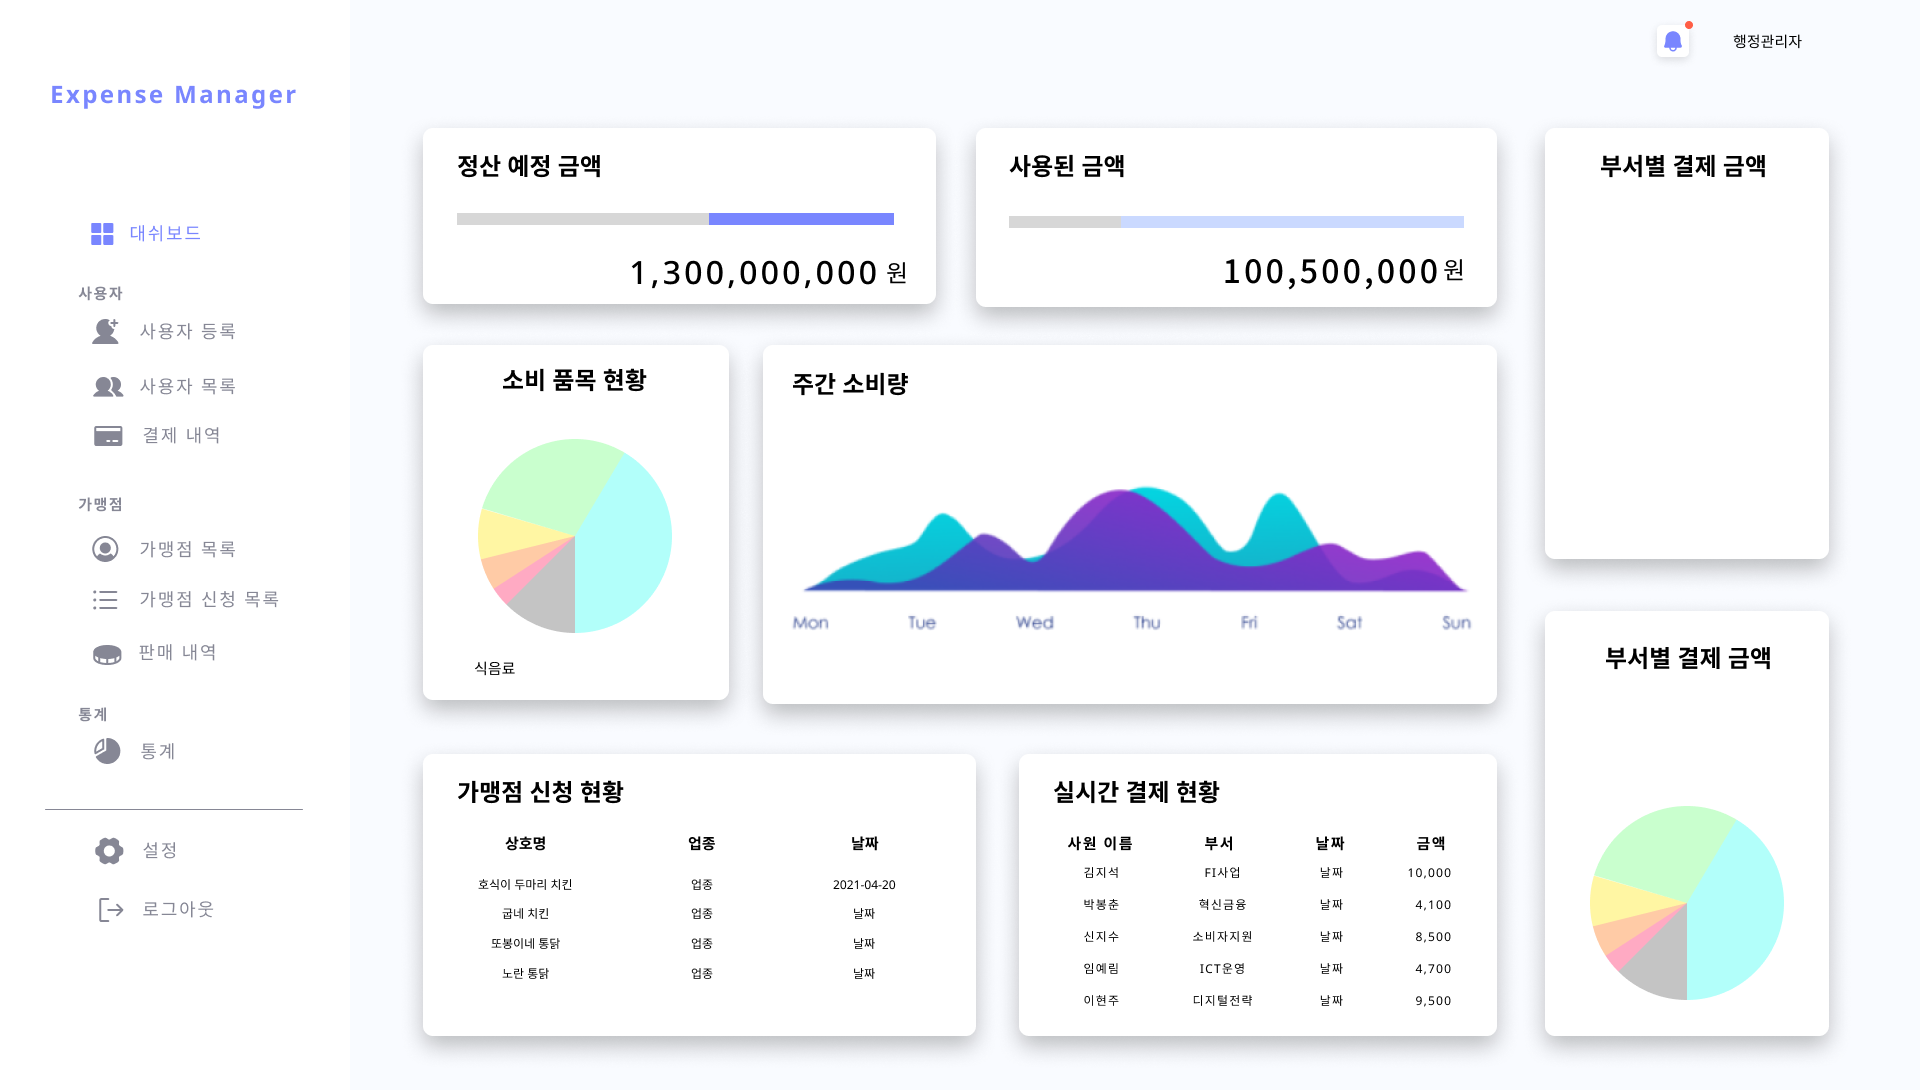 행정관리자
Expense Manager
대쉬보드
사용자
사용자 등록
사용자 목록
결제 내역
가맹점
가맹점 목록
가맹점 신청 목록
판매 내역
통계
통계
설정
로그아웃
정산 예정 금액
1,300,000,000 원
사용된 금액
100,500,000 원
부서별 결제 금액
소비 품목 현황
식음료
주간 소비량
Mon Tue Wed Thu Fri Sat Sun
부서별 결제 금액
가맹점 신청 현황
상호명 업종 날짜
호식이 두마리 치킨 업종 2021-04-20
굽네 치킨 업종 날짜
또봉이네 통닭 업종 날짜
노란 통닭 업종 날짜
실시간 결제 현황
사원 이름 부서 날짜 금액
김지석 FI사업 날짜 10,000
박봉춘 혁신금융 날짜 4,100
신지수 소비자지원 날짜 8,500
임예림 ICT운영 날짜 4,700
이현주 디지털전략 날짜 9,500